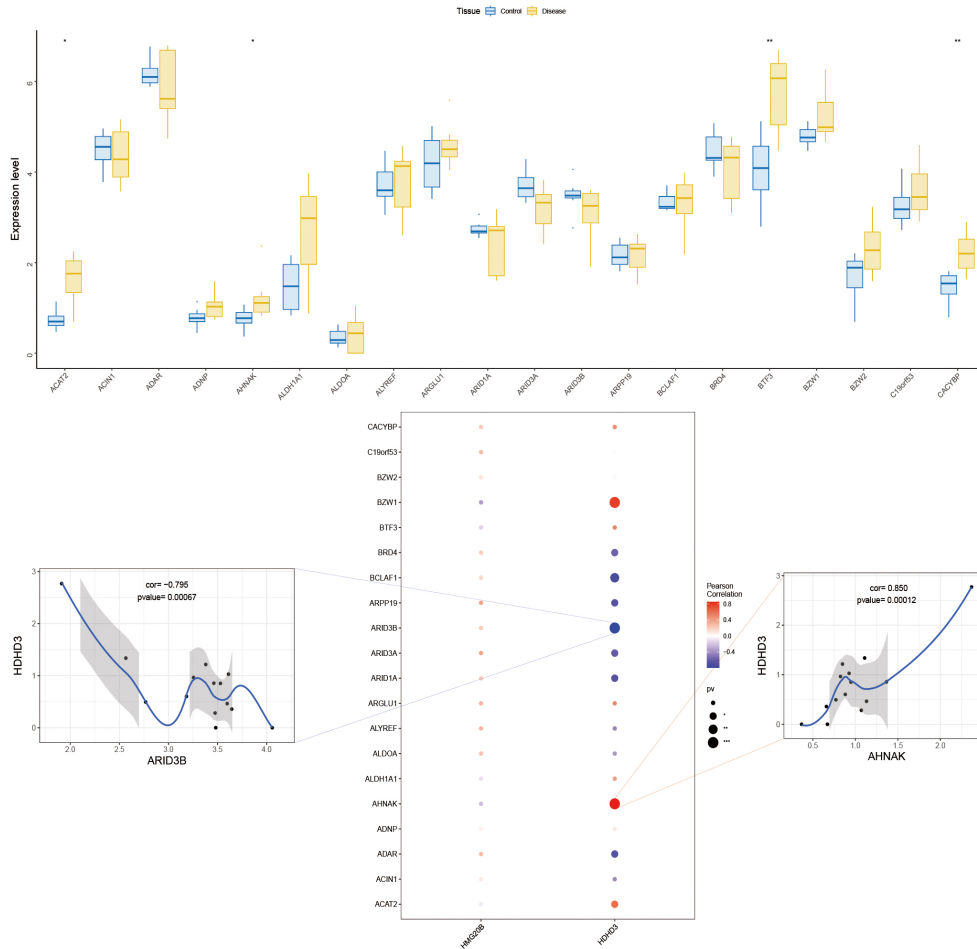 Tissue Control Disease
* * ** **
Expression level
6
4
2
0
ACAT2 ACIN1 ADAR ADNP AHNAK ALDH1A1 ALDOA ALYREF ARGLU1 ARID1A ARID3A ARID3B ARPP19 BCLAF1 BRD4 BTF3 BZW1 BZW2 C19orf53 CACYBP
CACYBP
C19orf53
BZW2
BZW1
BTF3
BRD4
BCLAF1
ARPP19
ARID3B
ARID3A
ARID1A
ARGLU1
ALYREF
ALDOA
ALDH1A1
AHNAK
ADNP
ADAR
ACIN1
ACAT2
HMG20B HDHD3
cor= −0.795
pvalue= 0.00067
HDHD3
3
2
1
0
2.0 2.5 3.0 3.5 4.0
ARID3B
Pearson
Correlation
0.8
0.4
0.0
−0.4
pv
*
**
***
cor= 0.850
pvalue= 0.00012
HDHD3
3
2
1
0
0.5 1.0 1.5 2.0
AHNAK